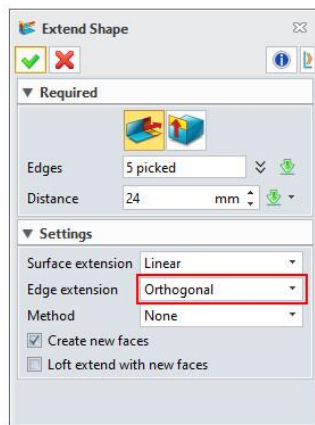 Extend Shape
Required
Edges 5 picked
Distance 24 mm
Settings
Surface extension Linear
Edge extension Orthogonal
Method None
Create new faces
Loft extend with new faces